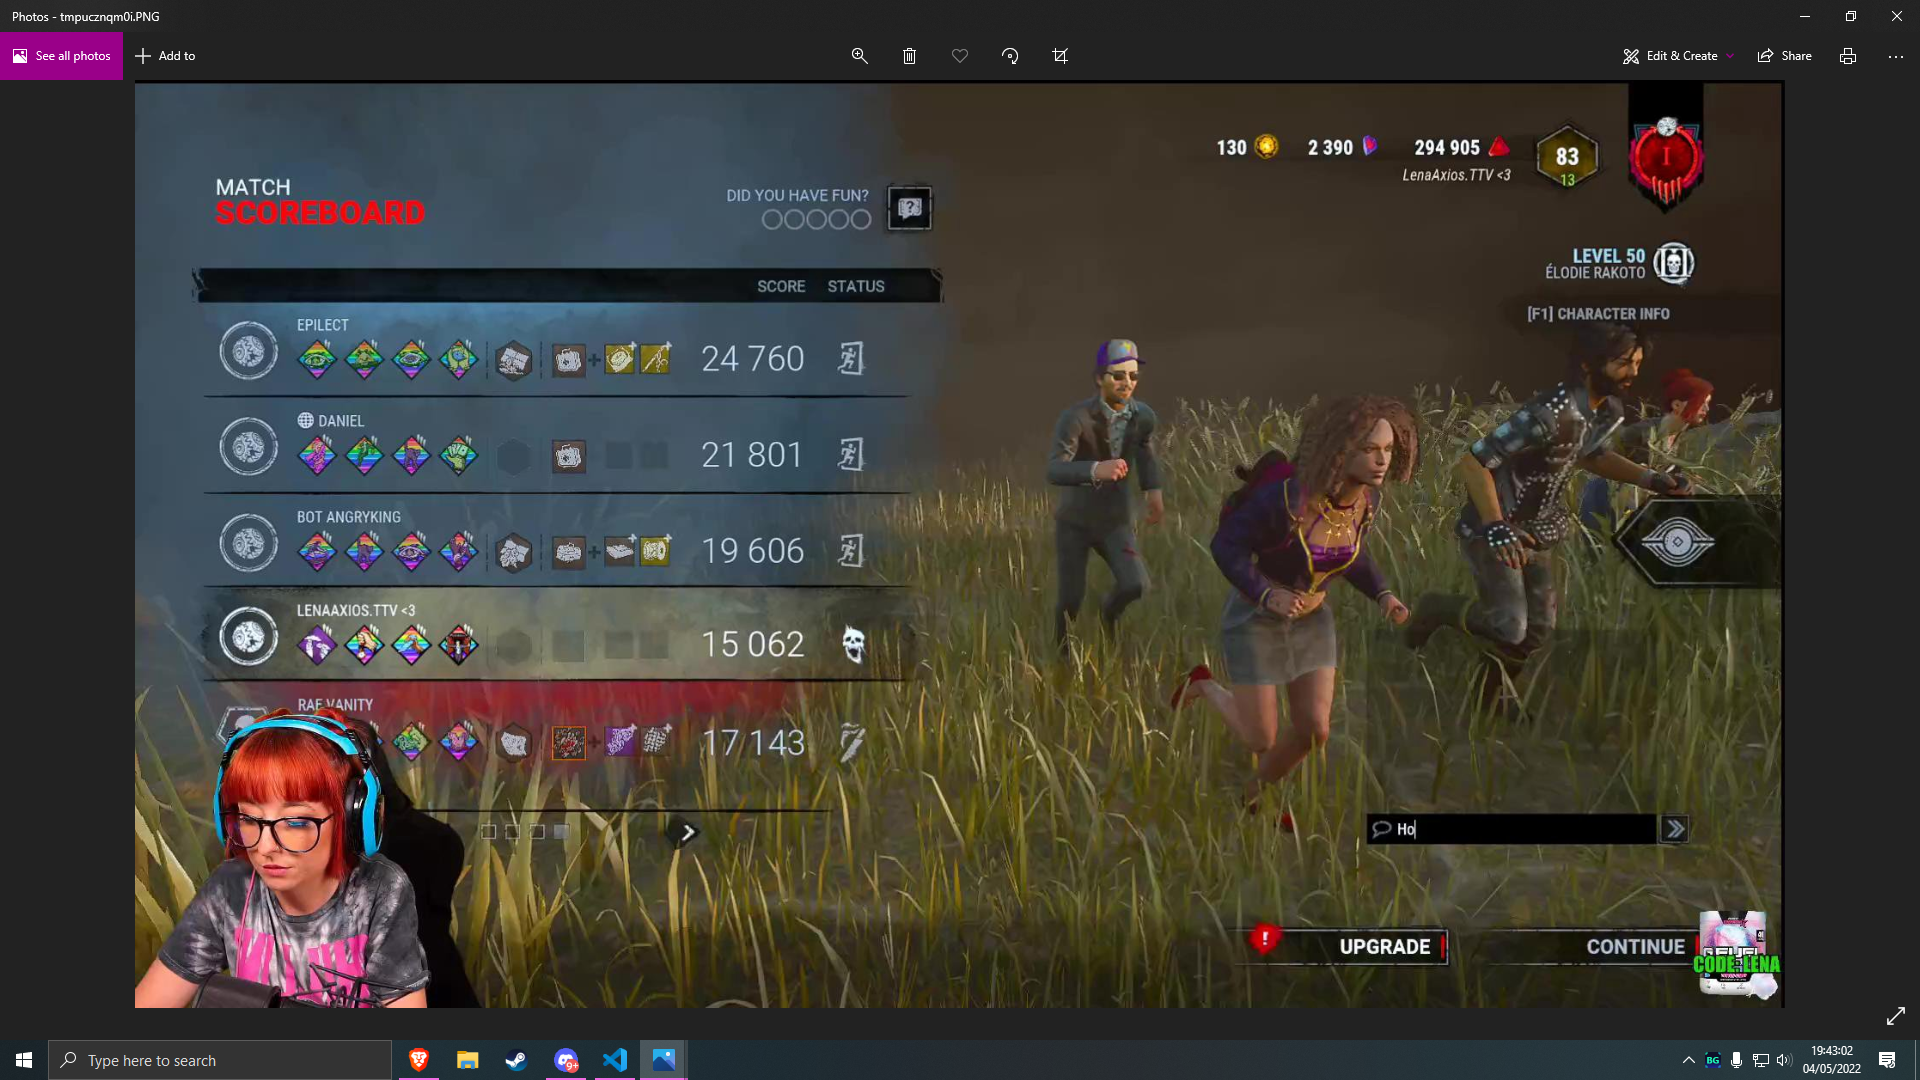 Photos - tmpucznqm0i.PNG
See all photos
Add to
Edit & Create
Share
130
2 390
294 905
83
13
I
LenaAxios.TTV <3
MATCH
SCOREBOARD
DID YOU HAVE FUN?
LEVEL 50
ÉLODIE RAKOTO
[F1] CHARACTER INFO
SCORE STATUS
EPILECT
24 760
DANIEL
21 801
BOT ANGRYKING
19 606
LENAAXIOS.TTV <3
15 062
RAE VANITY
17 143
Ho
UPGRADE
CONTINUE
CODE LENA
Type here to search
9+
BG
19:43:02
04/05/2022